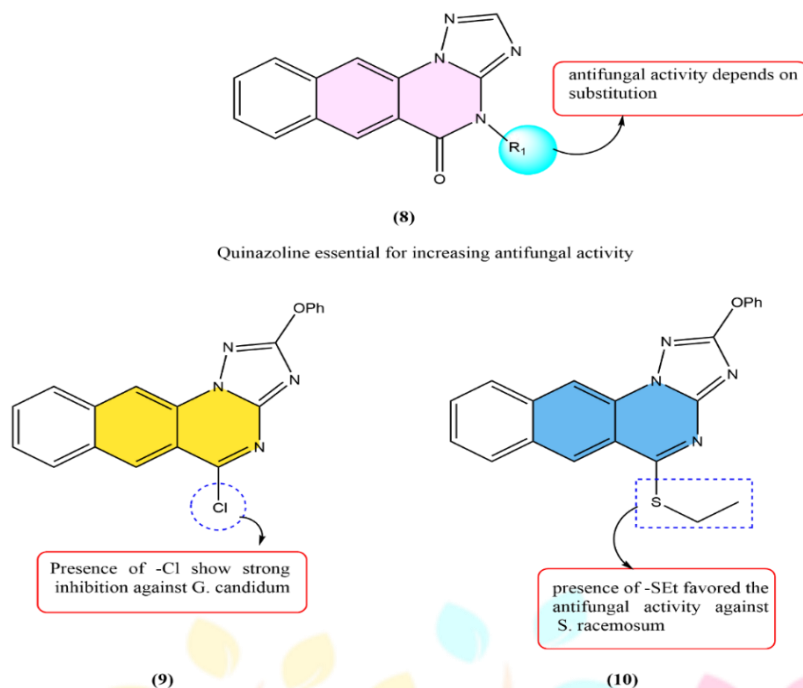 N
N
N
N
R1
O
antifungal activity depends on
substitution
(8)
Quinazoline essential for increasing antifungal activity
OPh
N
N
N
N
Cl
Presence of -Cl show strong
inhibition against G. candidum
(9)
OPh
N
N
N
N
S
presence of -SEt favored the
antifungal activity against
S. racemosum
(10)